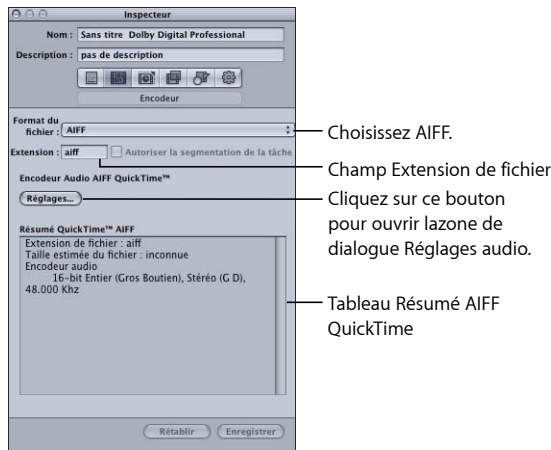 Inspecteur
Nom : Sans titre Dolby Digital Professional
Description : pas de description
Encodeur
Format du
fichier : AIFF
Choisissez AIFF.
Extension : aiff Autoriser la segmentation de la tâche
Champ Extension de fichier
Encodeur Audio AIFF QuickTime™
Réglages...
Cliquez sur ce bouton
pour ouvrir lazone de
dialogue Réglages audio.
Résumé QuickTime™ AIFF
Extension de fichier : aiff
Taille estimée du fichier : inconnue
Encodeur audio
16-bit Entier (Gros Boutien), Stéréo (G D),
48.000 Khz
Tableau Résumé AIFF
QuickTime
Rétablir Enregistrer